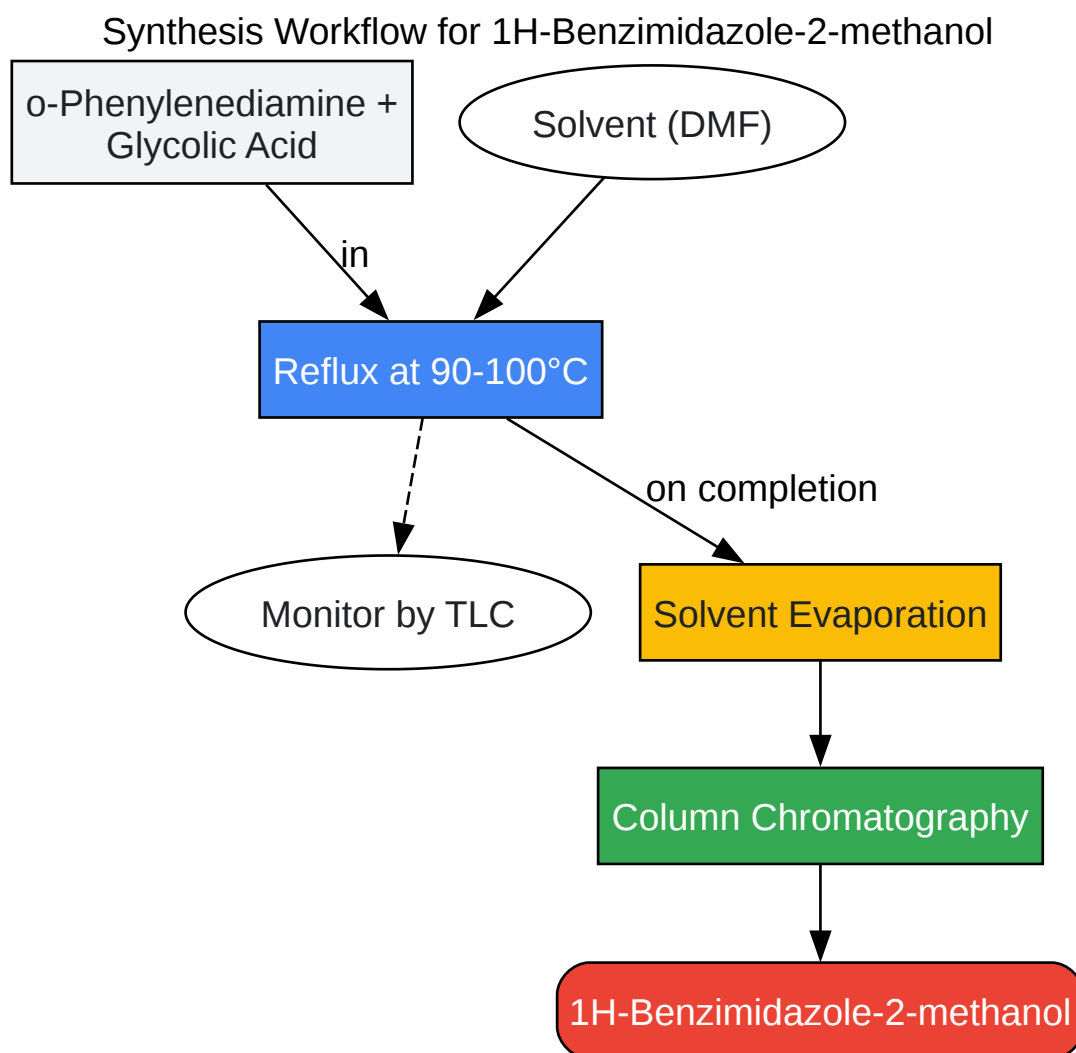 Synthesis Workflow for 1H-Benzimidazole-2-methanol
o-Phenylenediamine +
Glycolic Acid
Solvent (DMF)
in
Reflux at 90-100°C
on completion
Monitor by TLC
Solvent Evaporation
Column Chromatography
1H-Benzimidazole-2-methanol